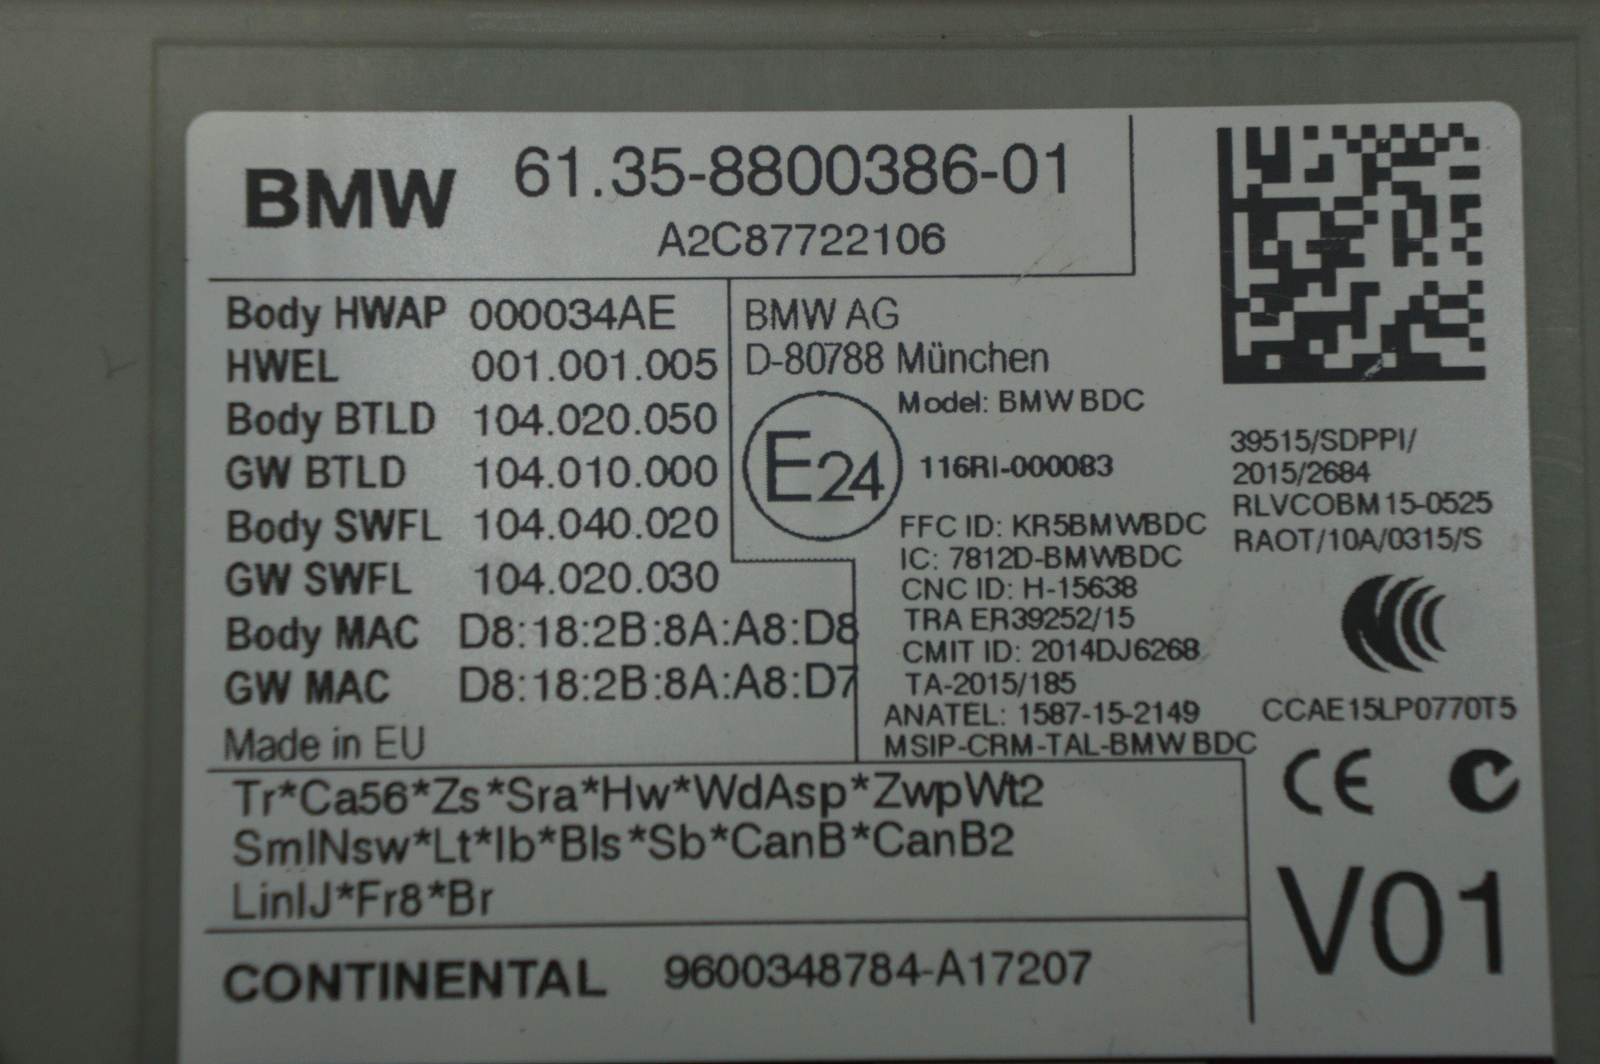 BMW 61.35-8800386-01
A2C87722106
Body HWAP 000034AE
HWEL 001.001.005
Body BTLD 104.020.050
GW BTLD 104.010.000
Body SWFL 104.040.020
GW SWFL 104.020.030
Body MAC D8:18:2B:8A:A8:D8
GW MAC D8:18:2B:8A:A8:D7
Made in EU
BMW AG
D-80788 München
Model: BMW BDC
E24
116RI-000083
FFC ID: KR5BMWBDC
IC: 7812D-BMWBDC
CNC ID: H-15638
TRA ER39252/15
CMIT ID: 2014DJ6268
TA-2015/185
ANATEL: 1587-15-2149
MSIP-CRM-TAL-BMW BDC
39515/SDPPI/
2015/2684
RLVCOBM15-0525
RAOT/10A/0315/S
CCAE15LP0770T5
CE
V01
Tr*Ca56*Zs*Sra*Hw*WdAsp*ZwpWt2
SmlNsw*Lt*Ib*Bls*Sb*CanB*CanB2
LinIJ*Fr8*Br
CONTINENTAL 9600348784-A17207